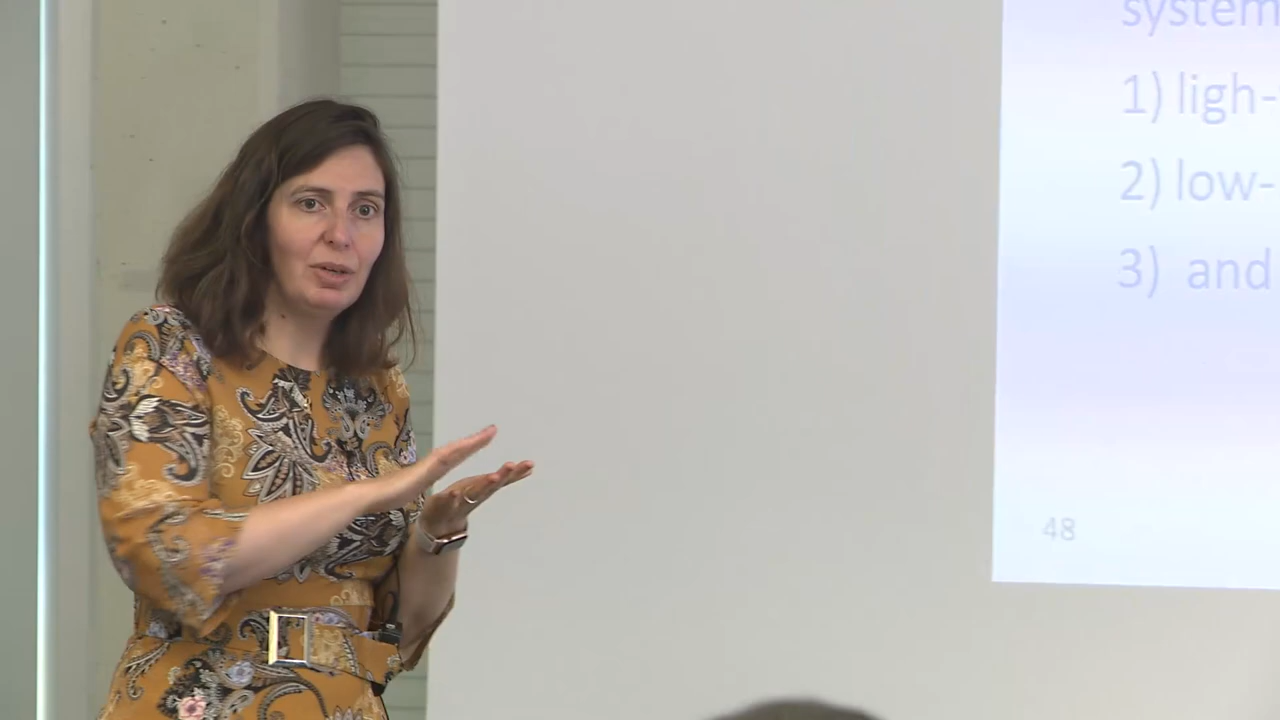 system
1) ligh-
2) low-
3) and
48